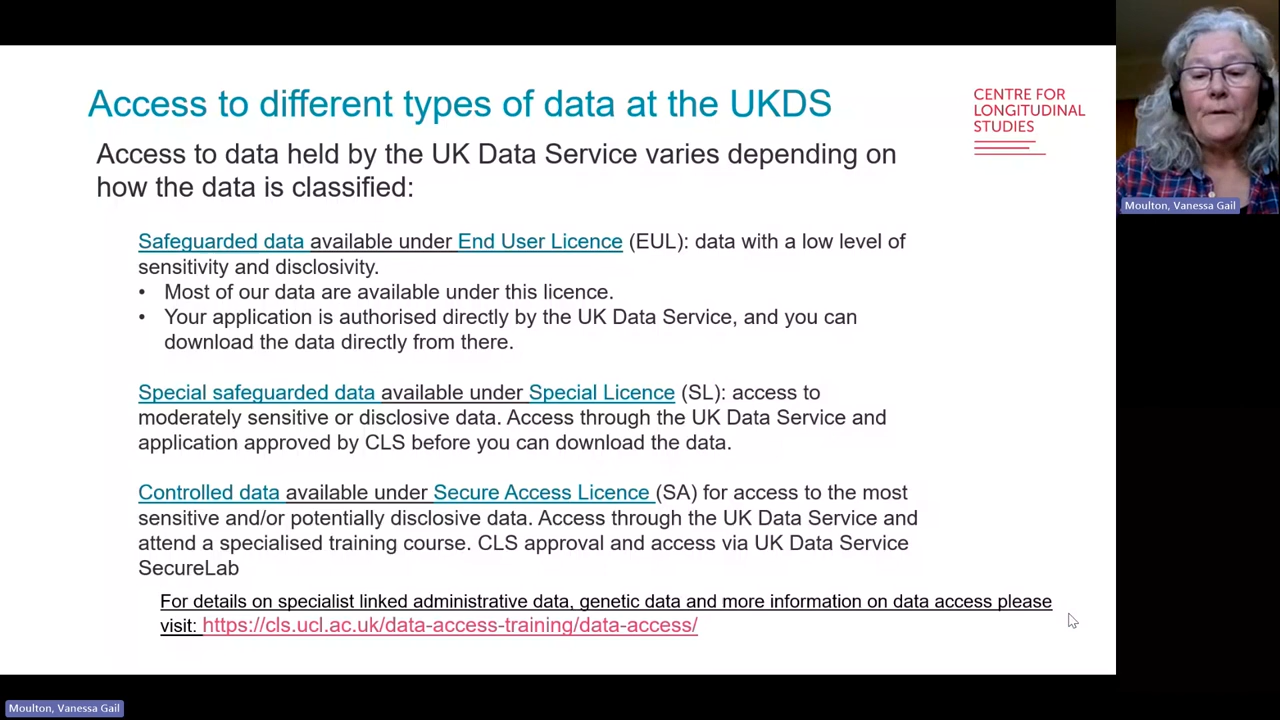 Access to different types of data at the UKDS
CENTRE FOR
LONGITUDINAL
STUDIES
Access to data held by the UK Data Service varies depending on
how the data is classified:
Safeguarded data available under End User Licence (EUL): data with a low level of
sensitivity and disclosivity.
• Most of our data are available under this licence.
• Your application is authorised directly by the UK Data Service, and you can
download the data directly from there.
Special safeguarded data available under Special Licence (SL): access to
moderately sensitive or disclosive data. Access through the UK Data Service and
application approved by CLS before you can download the data.
Controlled data available under Secure Access Licence (SA) for access to the most
sensitive and/or potentially disclosive data. Access through the UK Data Service and
attend a specialised training course. CLS approval and access via UK Data Service
SecureLab
For details on specialist linked administrative data, genetic data and more information on data access please
visit: https://cls.ucl.ac.uk/data-access-training/data-access/
Moulton, Vanessa Gail
Moulton, Vanessa Gail